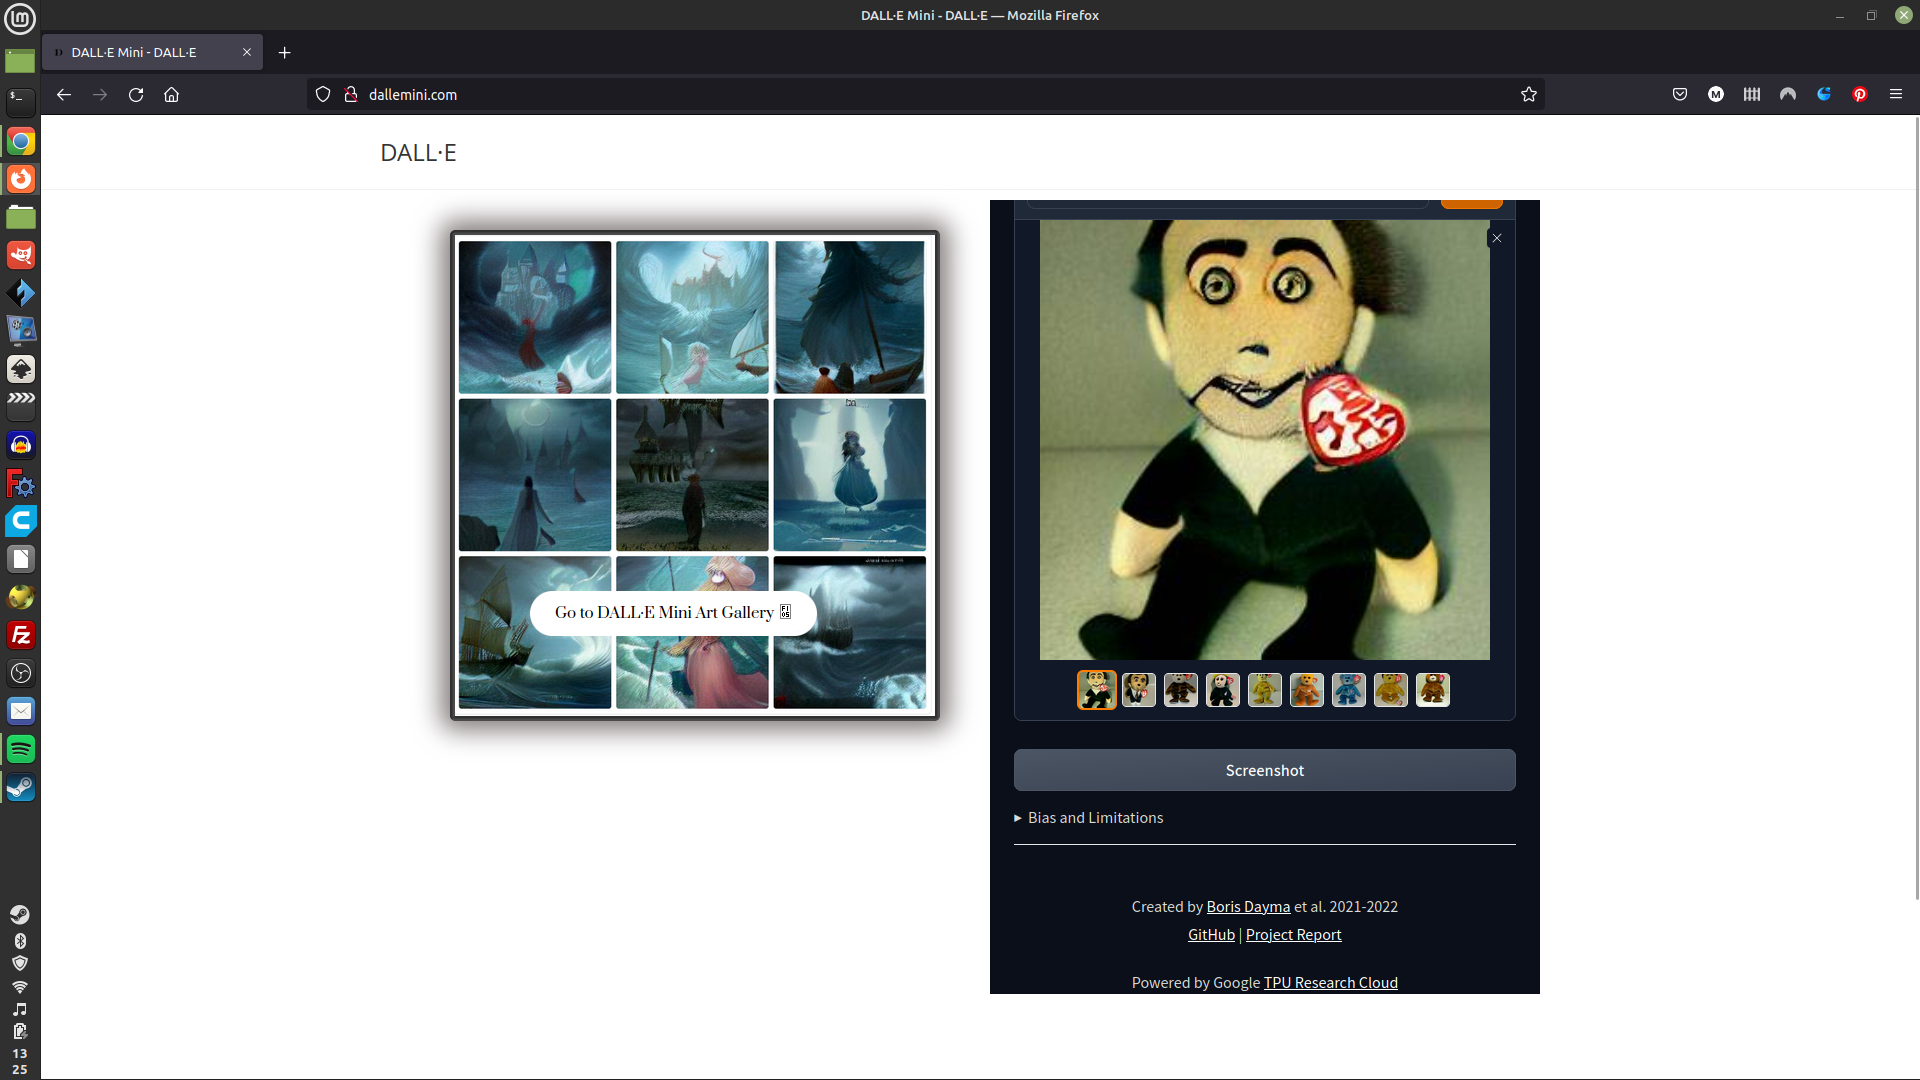 DALL·E Mini - DALL·E — Mozilla Firefox
DALL·E Mini - DALL·E
dallemini.com
DALL·E
Go to DALL·E Mini Art Gallery
Screenshot
Bias and Limitations
Created by Boris Dayma et al. 2021-2022
GitHub | Project Report
Powered by Google TPU Research Cloud
13
25